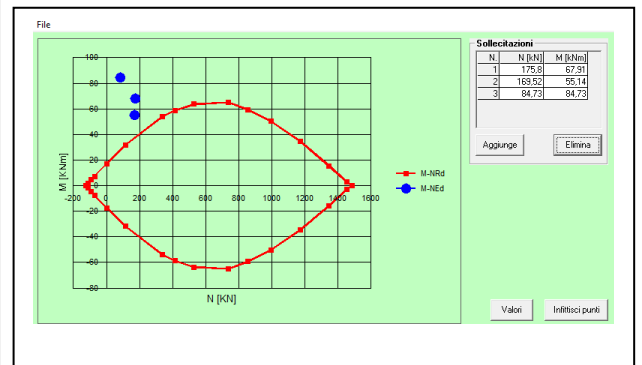 File
Sollecitazioni
N. N [kN] M [kNm]
1 175,8 67,91
2 169,52 55,14
3 84,73 84,73
Aggiunge Elimina
100
80
60
40
20
0
-20
-40
-60
-80
-200 0 200 400 600 800 1000 1200 1400 1600
M [KNm]
N [KN]
M-NRd
M-NEd
Valori Infittisci punti